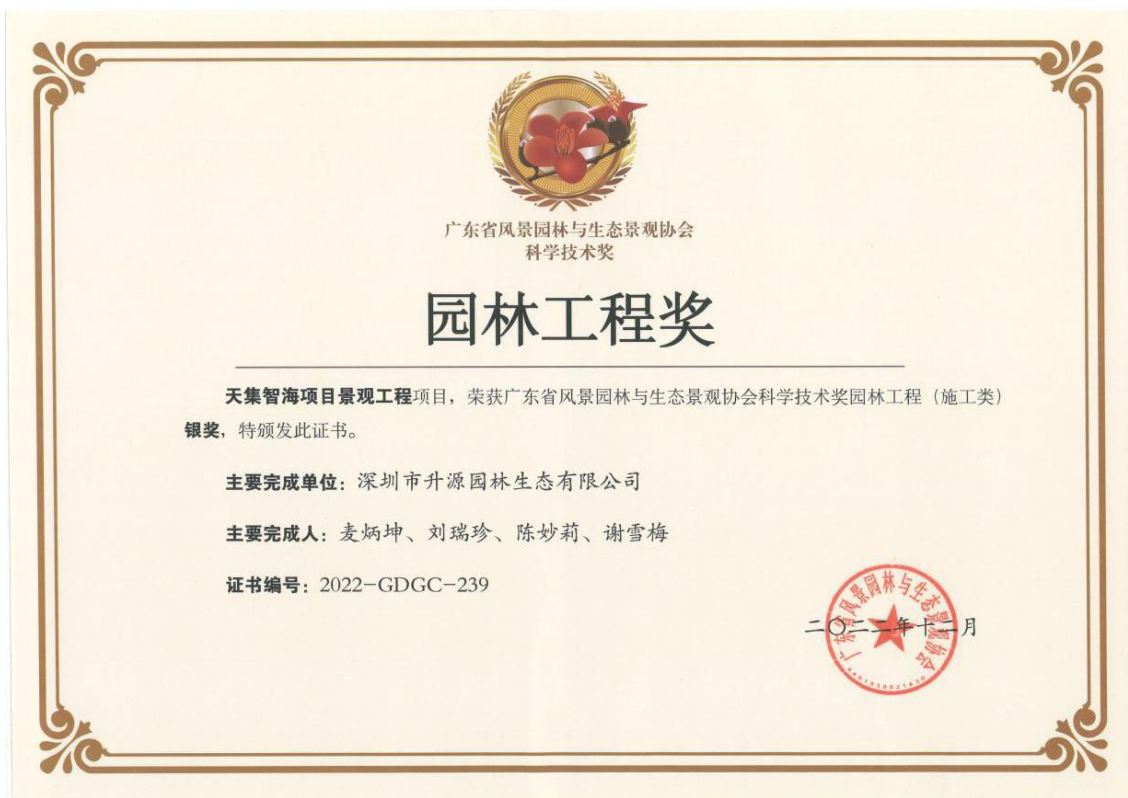 广东省风景园林与生态景观协会
科学技术奖
园林工程奖
天集智海项目景观工程项目，荣获广东省风景园林与生态景观协会科学技术奖园林工程（施工类）
银奖，特颁发此证书。
主要完成单位：深圳市升源园林生态有限公司
主要完成人：麦炳坤、刘瑞珍、陈妙莉、谢雪梅
证书编号：2022-GDGC-239
广东省风景园林与生态景观协会
二〇二二年十二月